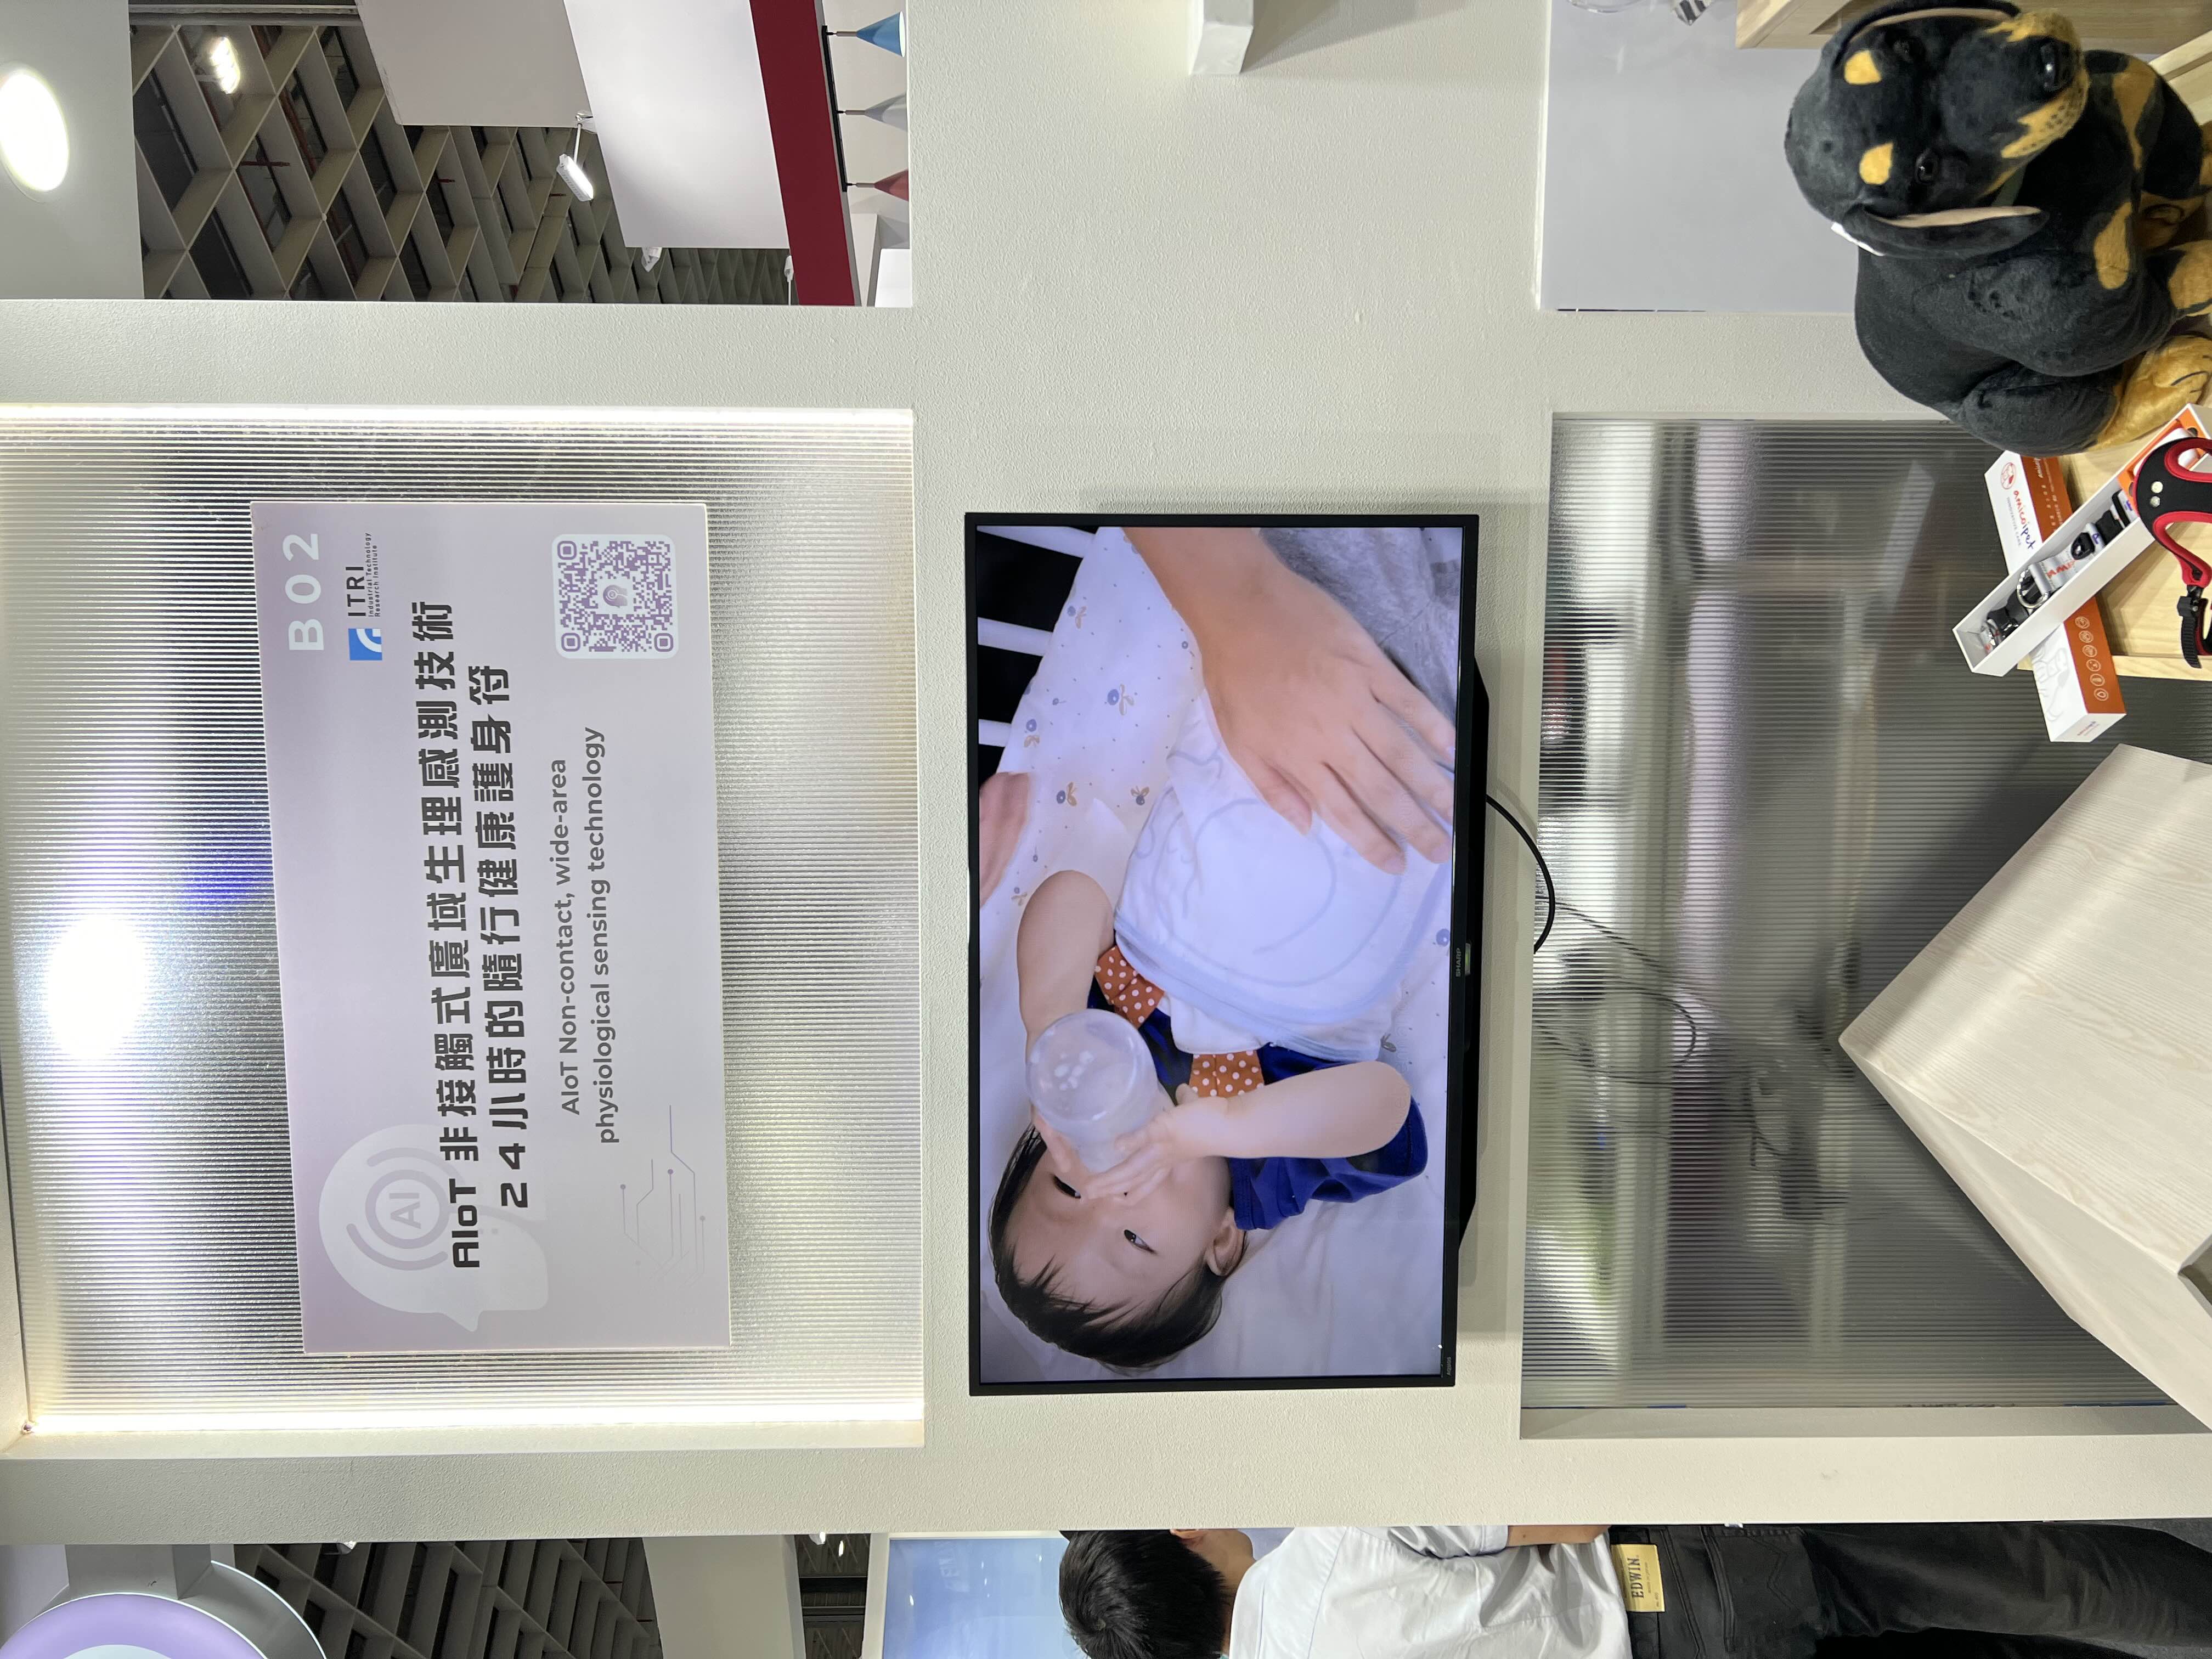 B02
ITRI
Industrial Technology
Research Institute
AI
AIoT 非接觸式廣域生理感測技術
24小時的隨行健康護身符
AIoT Non-contact, wide-area
physiological sensing technology
AQUOS
SHARP
EDWIN.
amicoipet